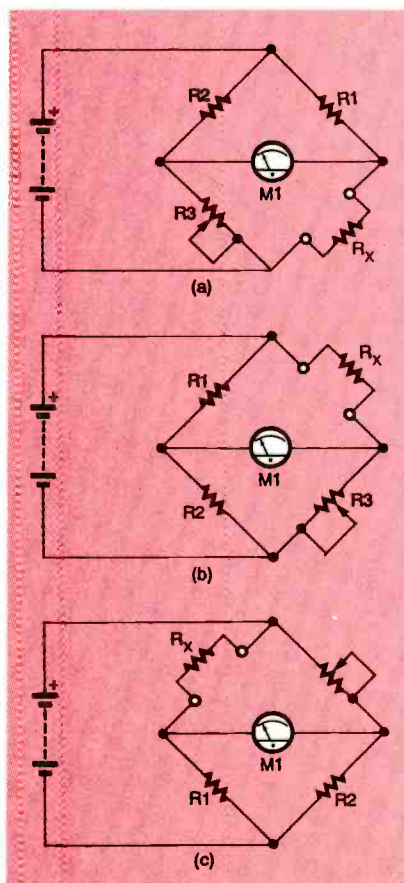 +
R2 R1
M1
R3
RX
(a)
+
R1 RX
M1
R2 R3
(b)
+
RX
M1
R1 R2
(c)